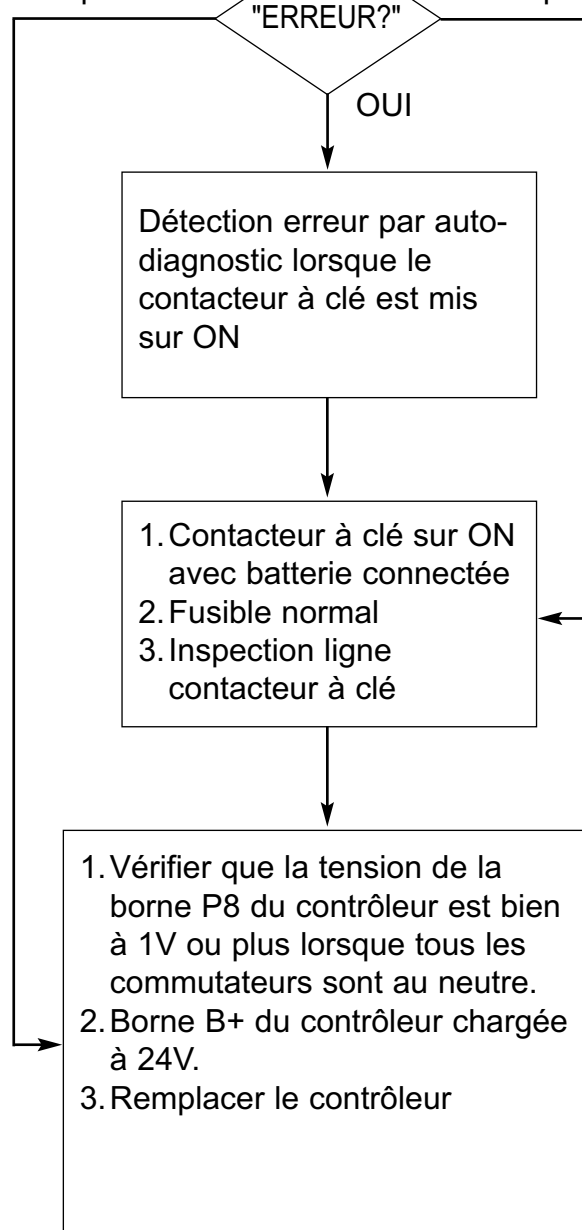 "ERREUR?"
OUI
Détection erreur par auto-
diagnostic lorsque le
contacteur à clé est mis
sur ON
1. Contacteur à clé sur ON
avec batterie connectée
2. Fusible normal
3. Inspection ligne
contacteur à clé
1. Vérifier que la tension de la
borne P8 du contrôleur est bien
à 1V ou plus lorsque tous les
commutateurs sont au neutre.
2. Borne B+ du contrôleur chargée
à 24V.
3. Remplacer le contrôleur